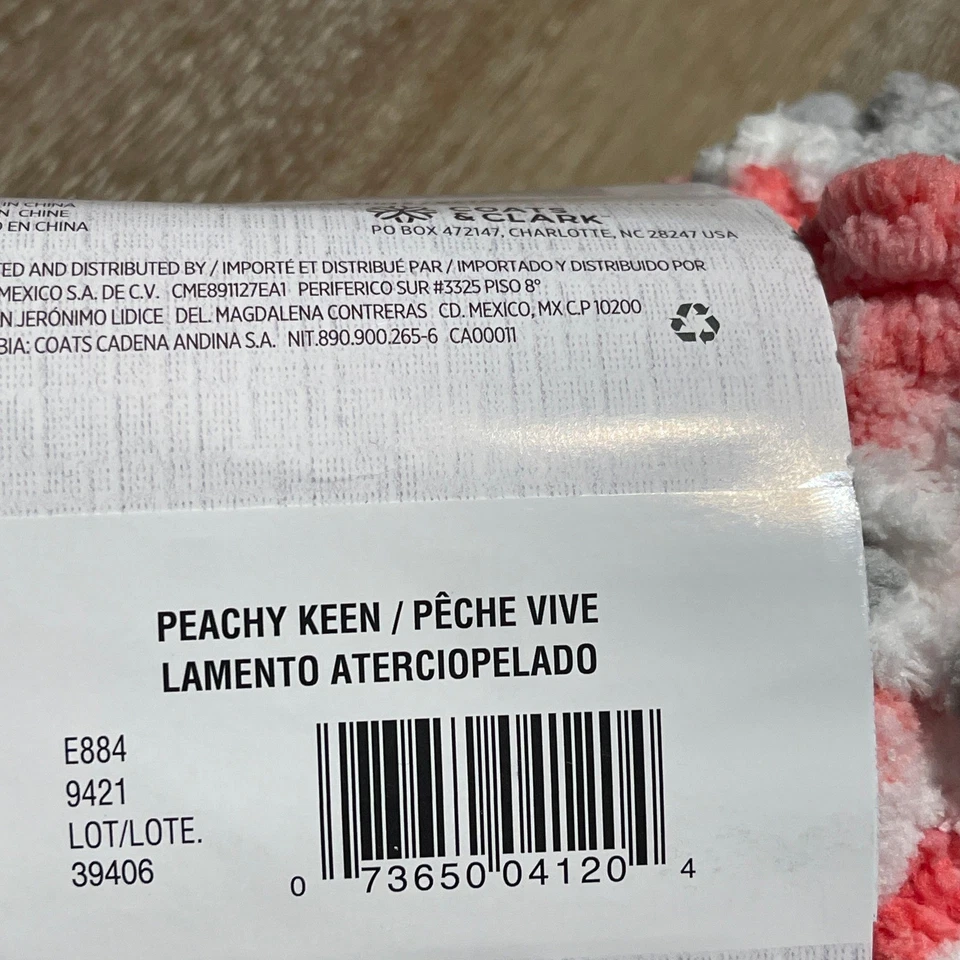 IN CHINA
N CHINE
EN CHINA
COATS
& CLARK
PO BOX 472147, CHARLOTTE, NC 28247 USA
TED AND DISTRIBUTED BY / IMPORTÉ ET DISTRIBUÉ PAR / IMPORTADO Y DISTRIBUIDO POR
MEXICO S.A. DE C.V. CME891127EA1 PERIFERICO SUR #3325 PISO 8°
N JERÓNIMO LIDICE DEL. MAGDALENA CONTRERAS CD. MEXICO, MX C.P 10200
BIA: COATS CADENA ANDINA S.A. NIT.890.900.265-6 CA00011
PEACHY KEEN / PÊCHE VIVE
LAMENTO ATERCIOPELADO
E884
9421
LOT/LOTE.
39406
0 73650 04120 4